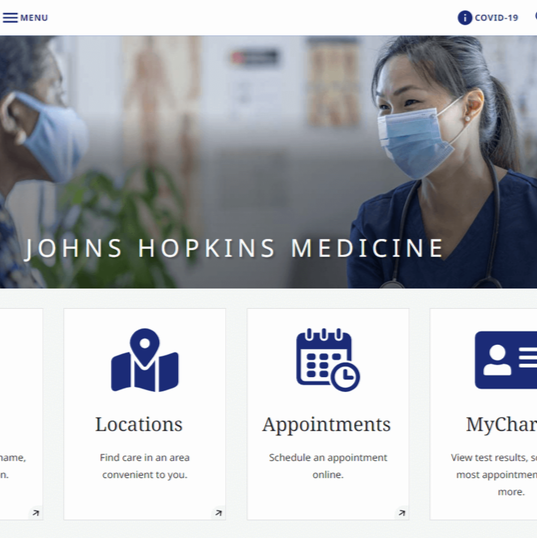 MENU
COVID-19
JOHNS HOPKINS MEDICINE
name,
n.
Locations
Find care in an area
convenient to you.
Appointments
Schedule an appointment
online.
MyChar
View test results, s
most appointmen
more.